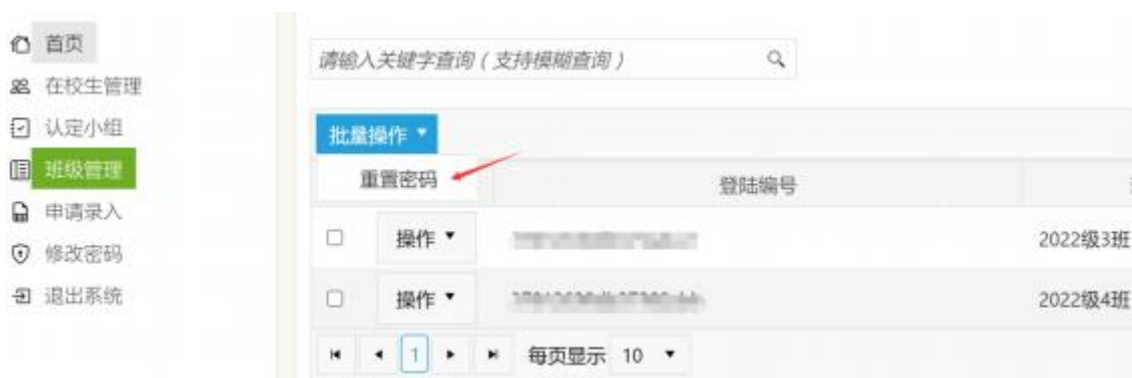 首页
在校生管理
认定小组
班级管理
申请录入
修改密码
退出系统
请输入关键字查询(支持模糊查询)
批量操作
重置密码
登陆编号
操作
2022级3班
操作
2022级4班
1
每页显示 10